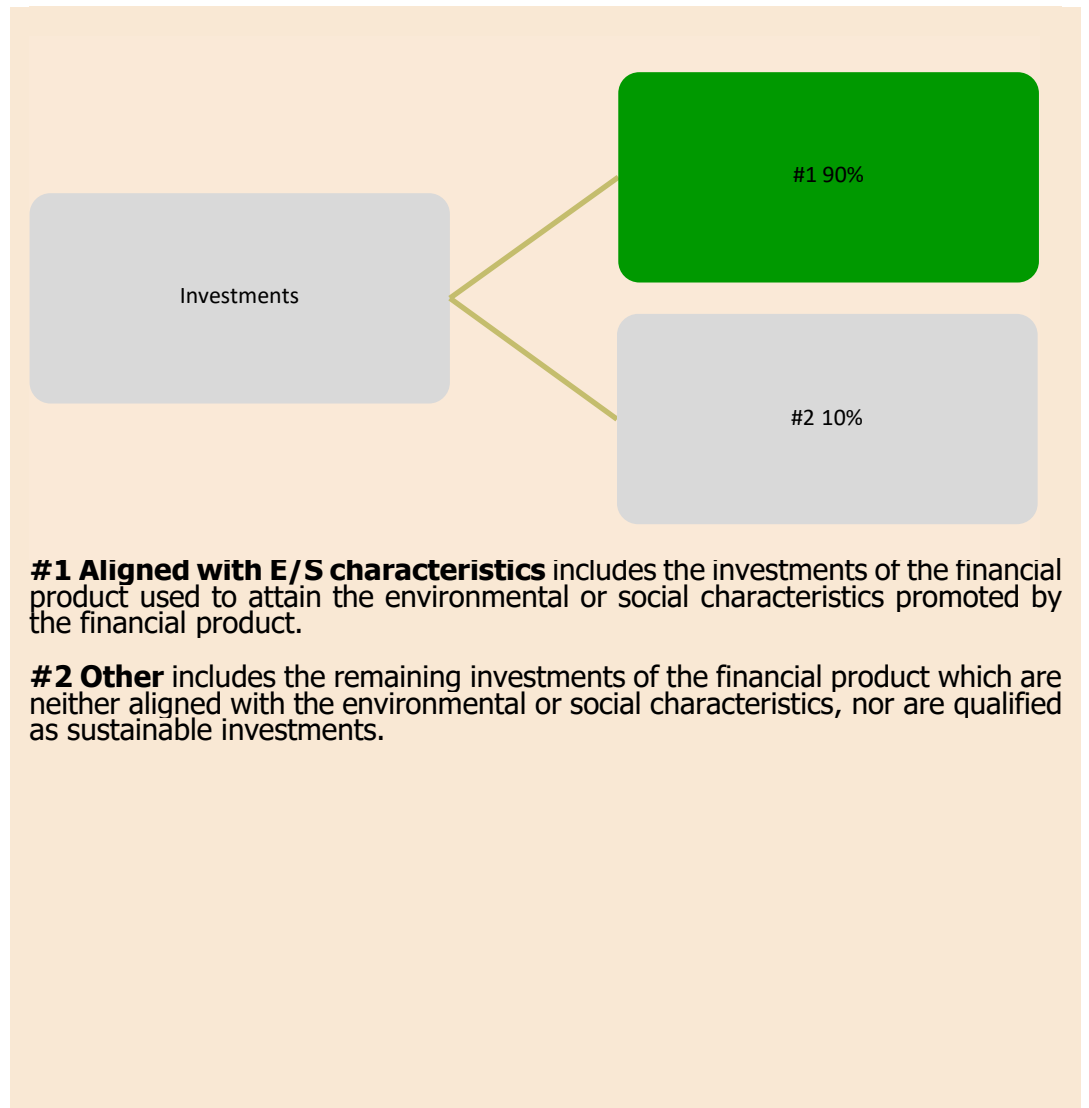 #1 90%
Investments
#2 10%
#1 Aligned with E/S characteristics includes the investments of the financial
product used to attain the environmental or social characteristics promoted by
the financial product.
#2 Other includes the remaining investments of the financial product which are
neither aligned with the environmental or social characteristics, nor are qualified
as sustainable investments.